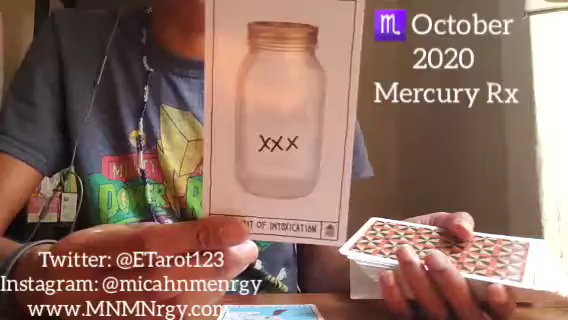 ♏ October
2020
Mercury Rx
XXX
OF INTOXICATION
Twitter: @ETarot123
Instagram: @micahnmenrgy
www.MNMNrgy.com